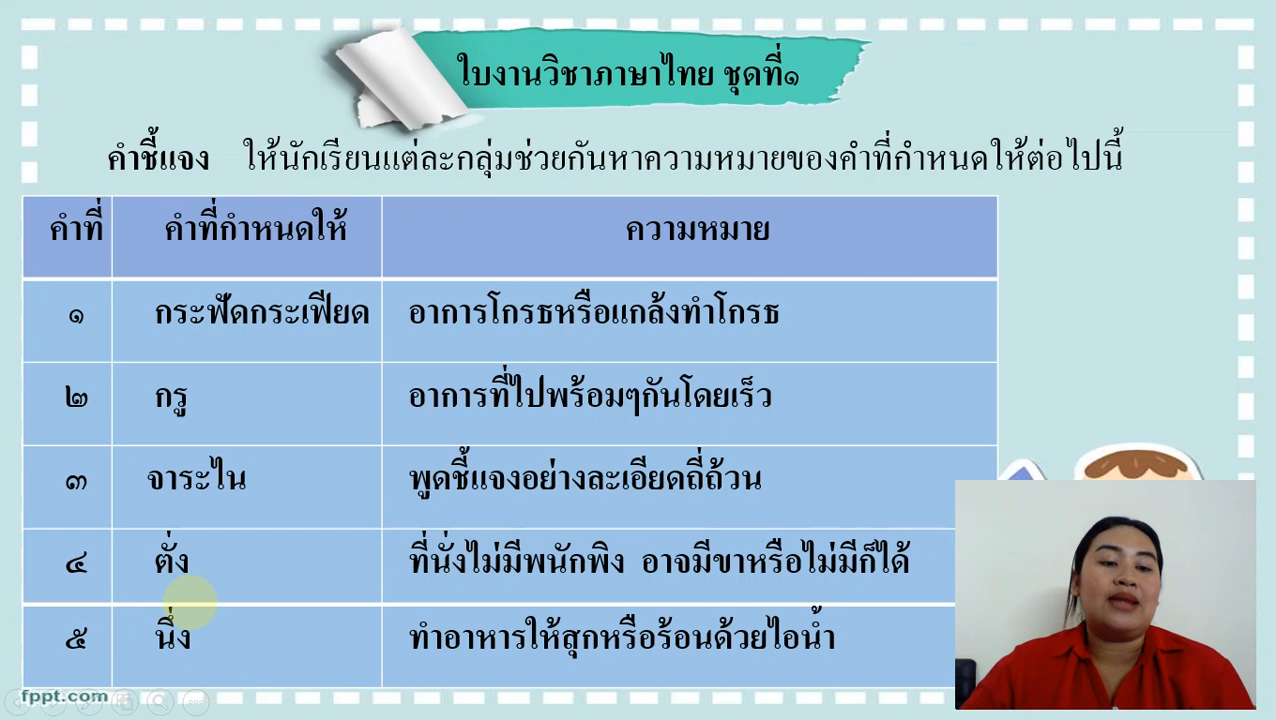 ใบงานวิชาภาษาไทย ชุดที่๑
คำชี้แจง ให้นักเรียนแต่ละกลุ่มช่วยกันหาความหมายของคำที่กำหนดให้ต่อไปนี้
คำที่ คำที่กำหนดให้ ความหมาย
๑ กระฟัดกระเฟียด อาการโกรธหรือแกล้งทำโกรธ
๒ กรู อาการที่ไปพร้อมๆกันโดยเร็ว
๓ จาระไน พูดชี้แจงอย่างละเอียดถี่ถ้วน
๔ ตั่ง ที่นั่งไม่มีพนักพิง อาจมีขาหรือไม่มีก็ได้
๕ นึ่ง ทำอาหารให้สุกหรือร้อนด้วยไอน้ำ
fppt.com